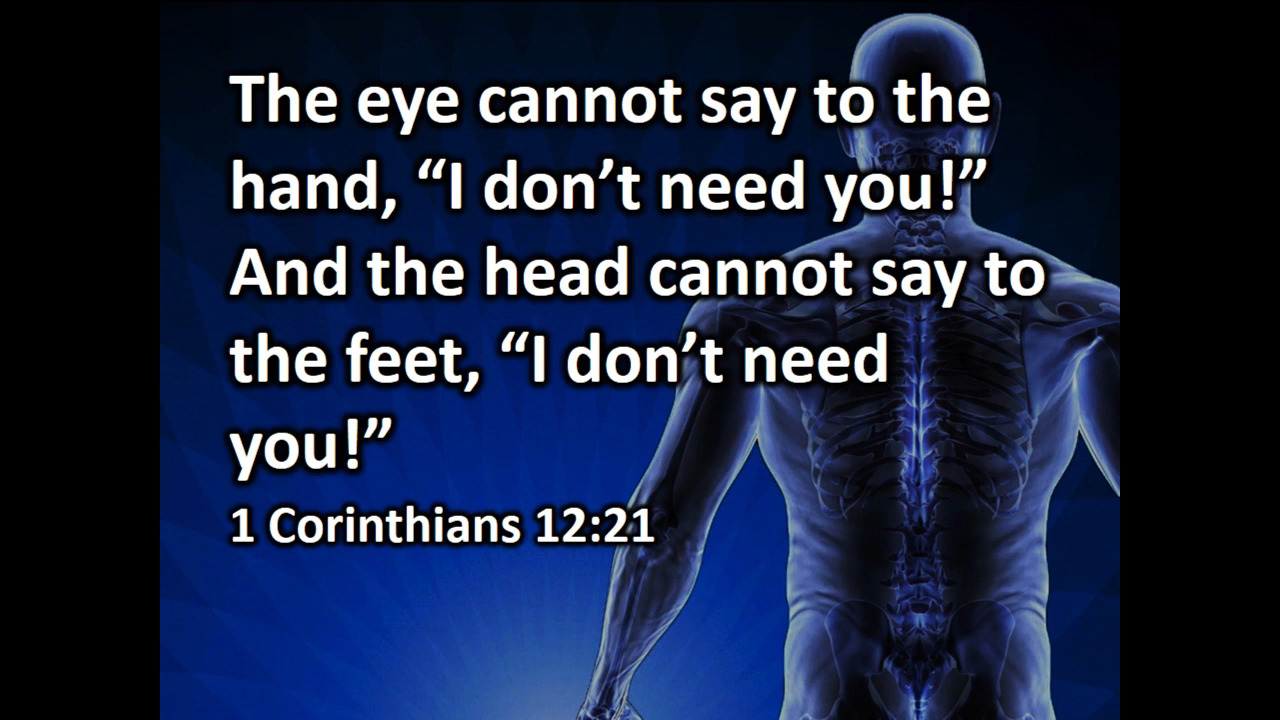 The eye cannot say to the
hand, “I don’t need you!”
And the head cannot say to
the feet, “I don’t need
you!”
1 Corinthians 12:21